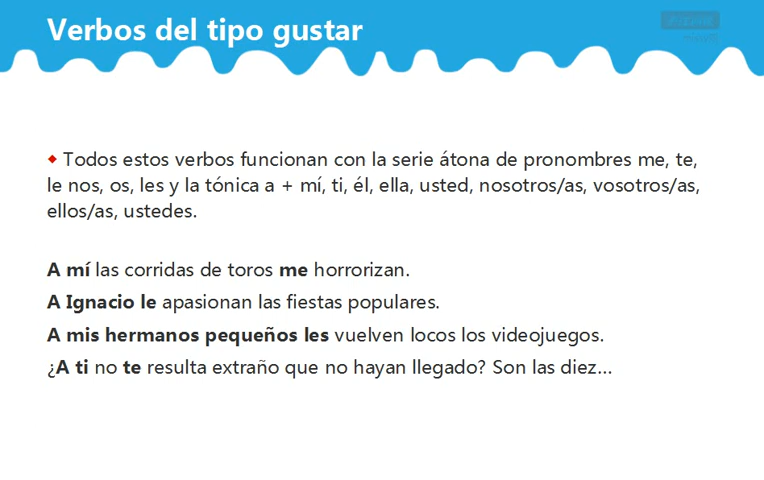 Verbos del tipo gustar
◆ Todos estos verbos funcionan con la serie átona de pronombres me, te,
le nos, os, les y la tónica a + mí, ti, él, ella, usted, nosotros/as, vosotros/as,
ellos/as, ustedes.
A mí las corridas de toros me horrorizan.
A Ignacio le apasionan las fiestas populares.
A mis hermanos pequeños les vuelven locos los videojuegos.
¿A ti no te resulta extraño que no hayan llegado? Son las diez...